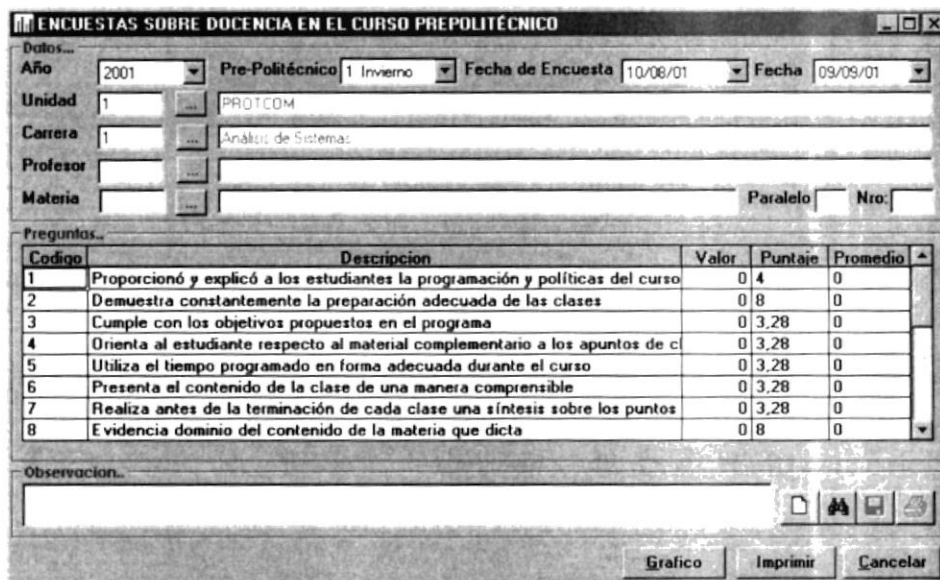 ENCUESTAS SOBRE DOCENCIA EN EL CURSO PREPOLITÉCNICO
Datos...
Año 2001 Pre-Politécnico 1 Invierno Fecha de Encuesta 10/08/01 Fecha 09/09/01
Unidad 1 ... PROTCOM
Carrera 1 ... Análisis de Sistemas
Profesor ...
Materia ... Paralelo Nro:
Preguntas..
Codigo Descripcion Valor Puntaje Promedio
1 Proporcionó y explicó a los estudiantes la programación y políticas del curso 0 4 0
2 Demuestra constantemente la preparación adecuada de las clases 0 8 0
3 Cumple con los objetivos propuestos en el programa 0 3,28 0
4 Orienta al estudiante respecto al material complementario a los apuntes de cl 0 3,28 0
5 Utiliza el tiempo programado en forma adecuada durante el curso 0 3,28 0
6 Presenta el contenido de la clase de una manera comprensible 0 3,28 0
7 Realiza antes de la terminación de cada clase una síntesis sobre los puntos 0 3,28 0
8 Evidencia dominio del contenido de la materia que dicta 0 8 0
Observacion..
Grafico Imprimir Cancelar